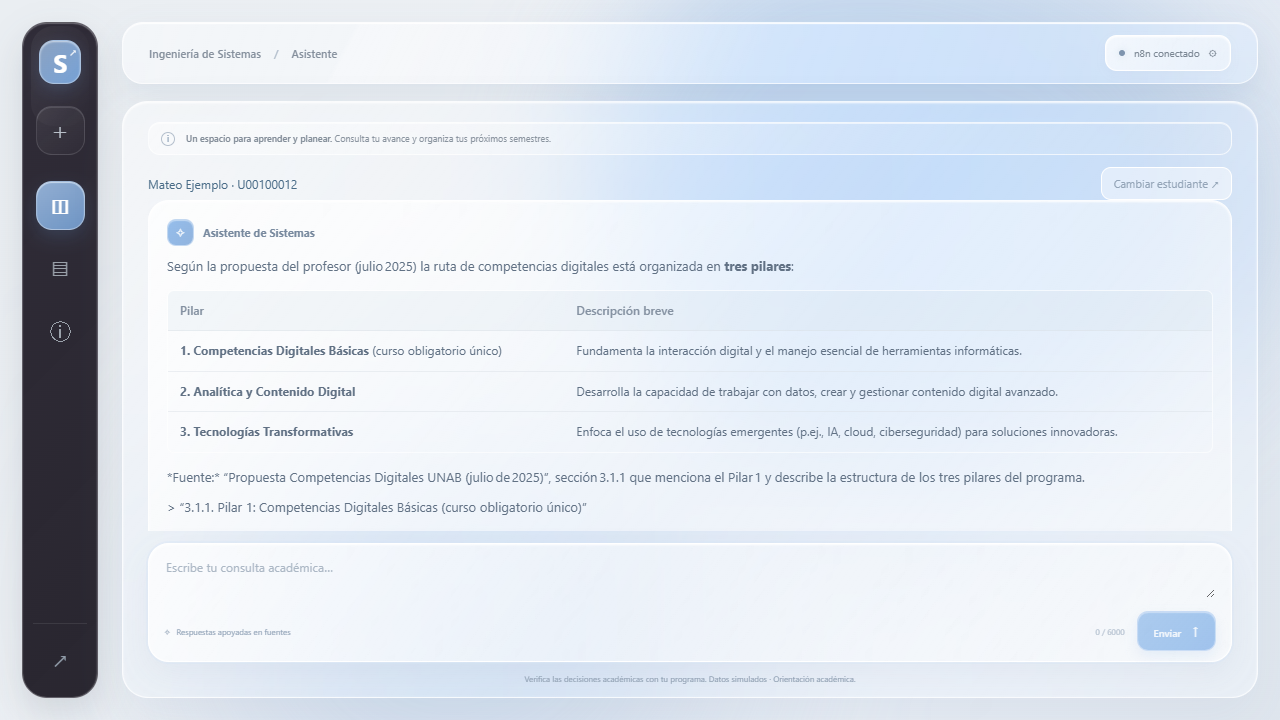 S
Ingeniería de Sistemas / Asistente
n8n conectado
Un espacio para aprender y planear. Consulta tu avance y organiza tus próximos semestres.
Mateo Ejemplo · U00100012
Cambiar estudiante ↗
Asistente de Sistemas
Según la propuesta del profesor (julio 2025) la ruta de competencias digitales está organizada en tres pilares:
Pilar Descripción breve
1. Competencias Digitales Básicas (curso obligatorio único) Fundamenta la interacción digital y el manejo esencial de herramientas informáticas.
2. Analítica y Contenido Digital Desarrolla la capacidad de trabajar con datos, crear y gestionar contenido digital avanzado.
3. Tecnologías Transformativas Enfoca el uso de tecnologías emergentes (p.ej., IA, cloud, ciberseguridad) para soluciones innovadoras.
*Fuente:* “Propuesta Competencias Digitales UNAB (julio de 2025)”, sección 3.1.1 que menciona el Pilar 1 y describe la estructura de los tres pilares del programa.
> “3.1.1. Pilar 1: Competencias Digitales Básicas (curso obligatorio único)”
Escribe tu consulta académica...
Respuestas apoyadas en fuentes
0 / 6000
Enviar ↑
Verifica las decisiones académicas con tu programa. Datos simulados · Orientación académica.